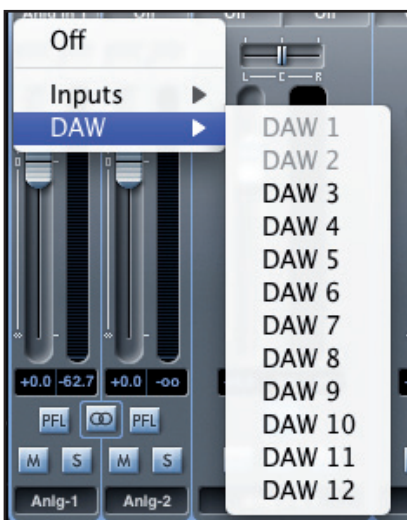 Off
Inputs
DAW
L C R
DAW 1
DAW 2
DAW 3
DAW 4
DAW 5
DAW 6
DAW 7
DAW 8
DAW 9
DAW 10
DAW 11
DAW 12
0 0
+0.0 -62.7 +0.0 -oo
PFL PFL
M S M S
Anlg-1 Anlg-2